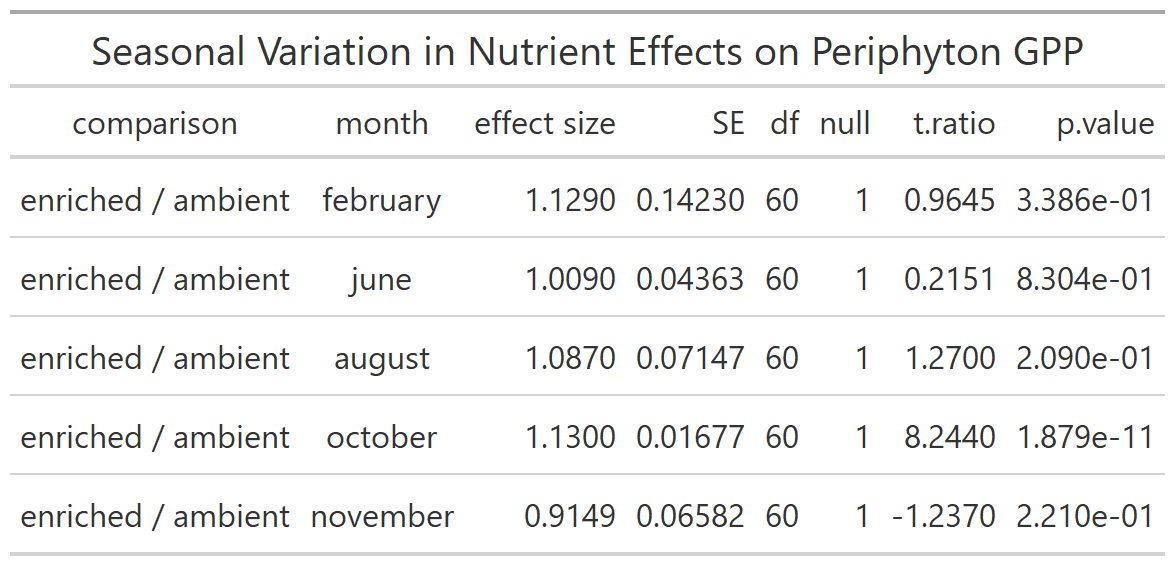 Seasonal Variation in Nutrient Effects on Periphyton GPP
comparison month effect size SE df null t.ratio p.value
enriched / ambient february 1.1290 0.14230 60 1 0.9645 3.386e-01
enriched / ambient june 1.0090 0.04363 60 1 0.2151 8.304e-01
enriched / ambient august 1.0870 0.07147 60 1 1.2700 2.090e-01
enriched / ambient october 1.1300 0.01677 60 1 8.2440 1.879e-11
enriched / ambient november 0.9149 0.06582 60 1 -1.2370 2.210e-01